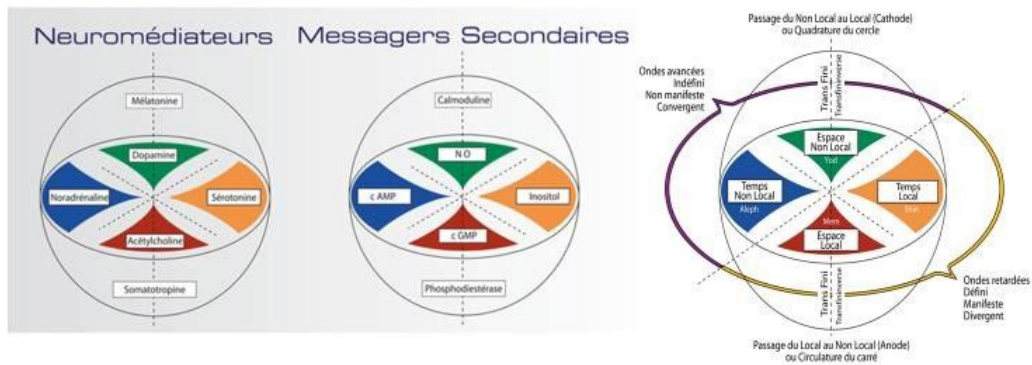 Neuromédiateurs
Mélatonine
Dopamine
Noradrénaline
Sérotonine
Acétylcholine
Somatotropine
Messagers Secondaires
Calmoduline
N O
c AMP
Inositol
c GMP
Phosphodiestérase
Passage du Non Local au Local (Cathode)
ou Quadrature du cercle
Ondes avancées
Indéfini
Non manifeste
Convergent
Trans Fini
Transfiniinverse
Espace
Non Local
Yod
Temps
Non Local
Aleph
Temps
Local
Shin
Mem
Espace
Local
Trans Fini
Transfiniinverse
Ondes retardées
Défini
Manifeste
Divergent
Passage du Local au Non Local (Anode)
ou Circulature du carré